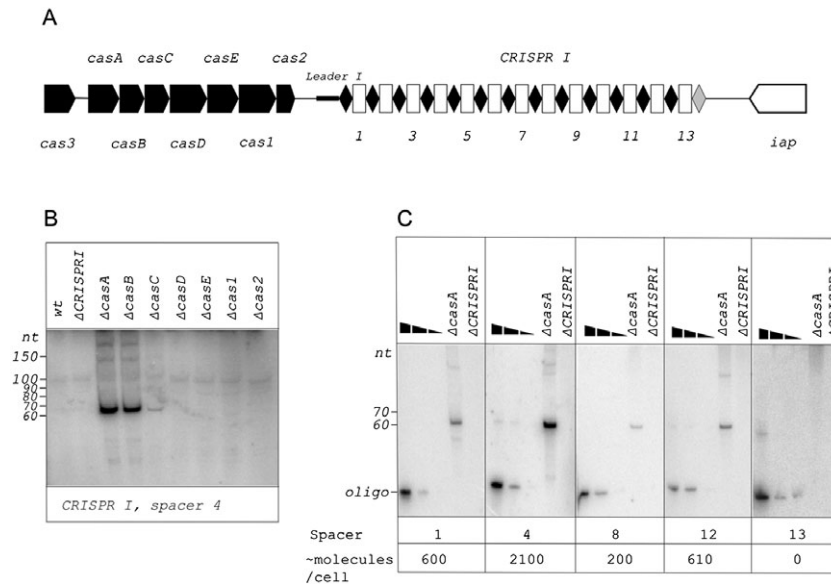 A
casA casC casE cas2
Leader I
CRISPR I
cas3 casB casD cas1 1 3 5 7 9 11 13 iap
B
wt ΔCRISPRI ΔcasA ΔcasB ΔcasC ΔcasD ΔcasE Δcas1 Δcas2
nt
150
100
90
80
70
60
CRISPR I, spacer 4
C
ΔcasA ΔCRISPRI ΔcasA ΔCRISPRI ΔcasA ΔCRISPRI ΔcasA ΔCRISPRI ΔcasA ΔCRISPRI
nt
70
60
oligo
Spacer 1 4 8 12 13
~molecules 600 2100 200 610 0
/cell